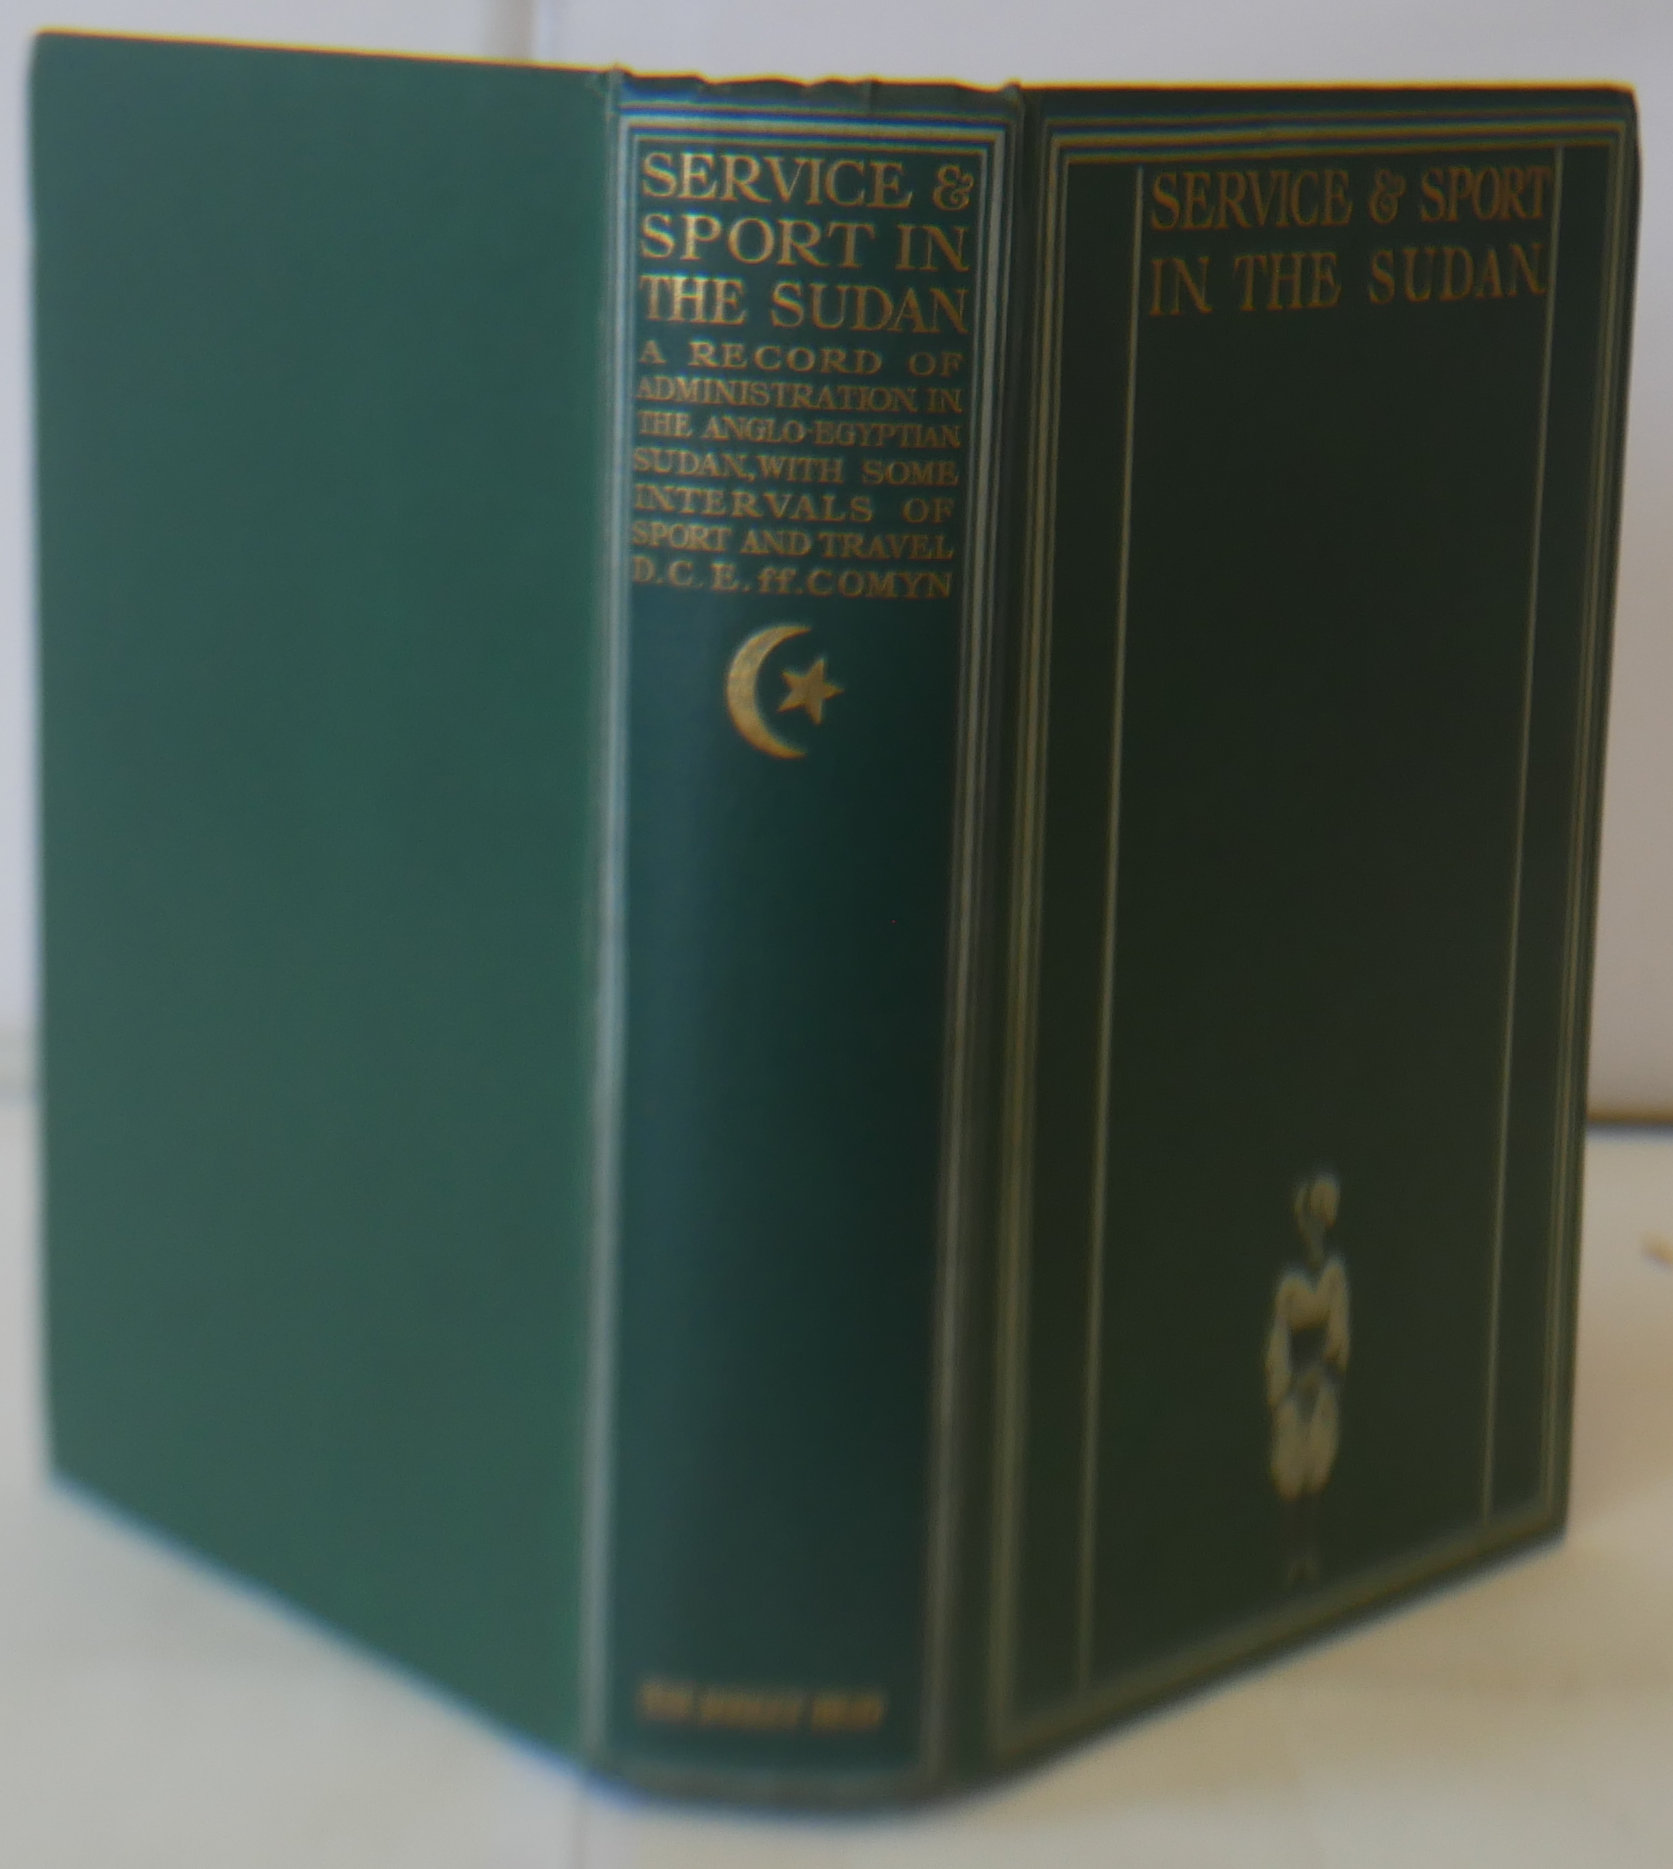 SERVICE &
SPORT IN
THE SUDAN
A RECORD OF
ADMINISTRATION IN
THE ANGLO-EGYPTIAN
SUDAN, WITH SOME
INTERVALS OF
SPORT AND TRAVEL
D.C.E. ff. COMYN
SERVICE & SPORT
IN THE SUDAN